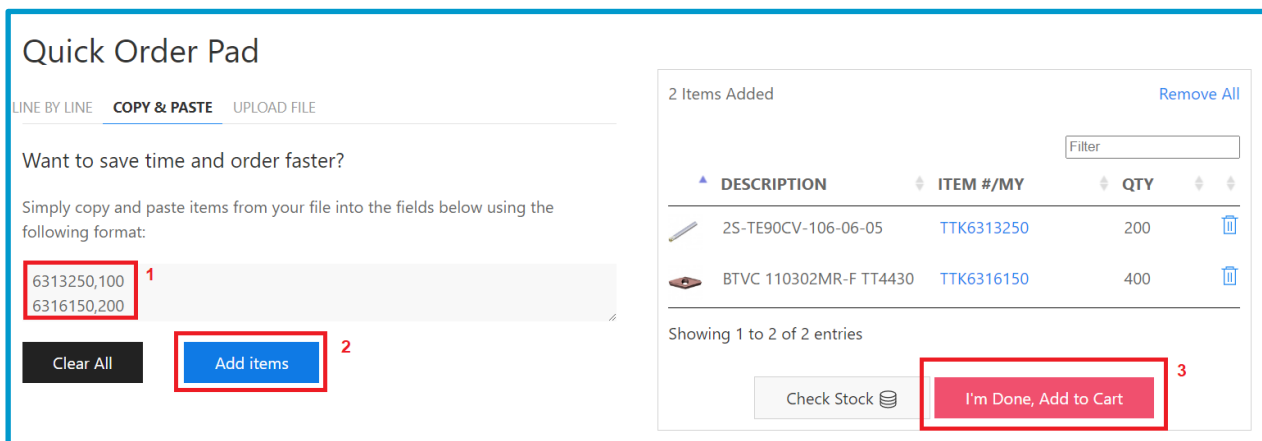 Quick Order Pad
LINE BY LINE COPY & PASTE UPLOAD FILE
Want to save time and order faster?
Simply copy and paste items from your file into the fields below using the
following format:
6313250,100
6316150,200
1
Clear All
Add items
2
2 Items Added
Remove All
Filter
DESCRIPTION ITEM #/MY QTY
2S-TE90CV-106-06-05 TTK6313250 200
BTVC 110302MR-F TT4430 TTK6316150 400
Showing 1 to 2 of 2 entries
Check Stock
I'm Done, Add to Cart
3